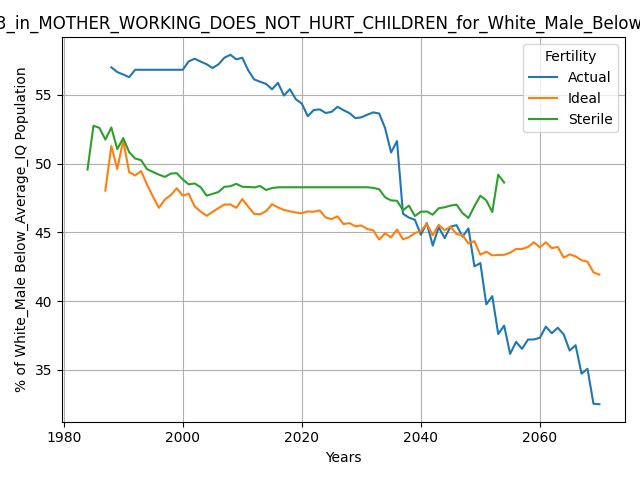 3_in_MOTHER_WORKING_DOES_NOT_HURT_CHILDREN_for_White_Male_Below
Fertility
Actual
Ideal
Sterile
% of White_Male Below_Average_IQ Population
55
50
45
40
35
1980 2000 2020 2040 2060
Years